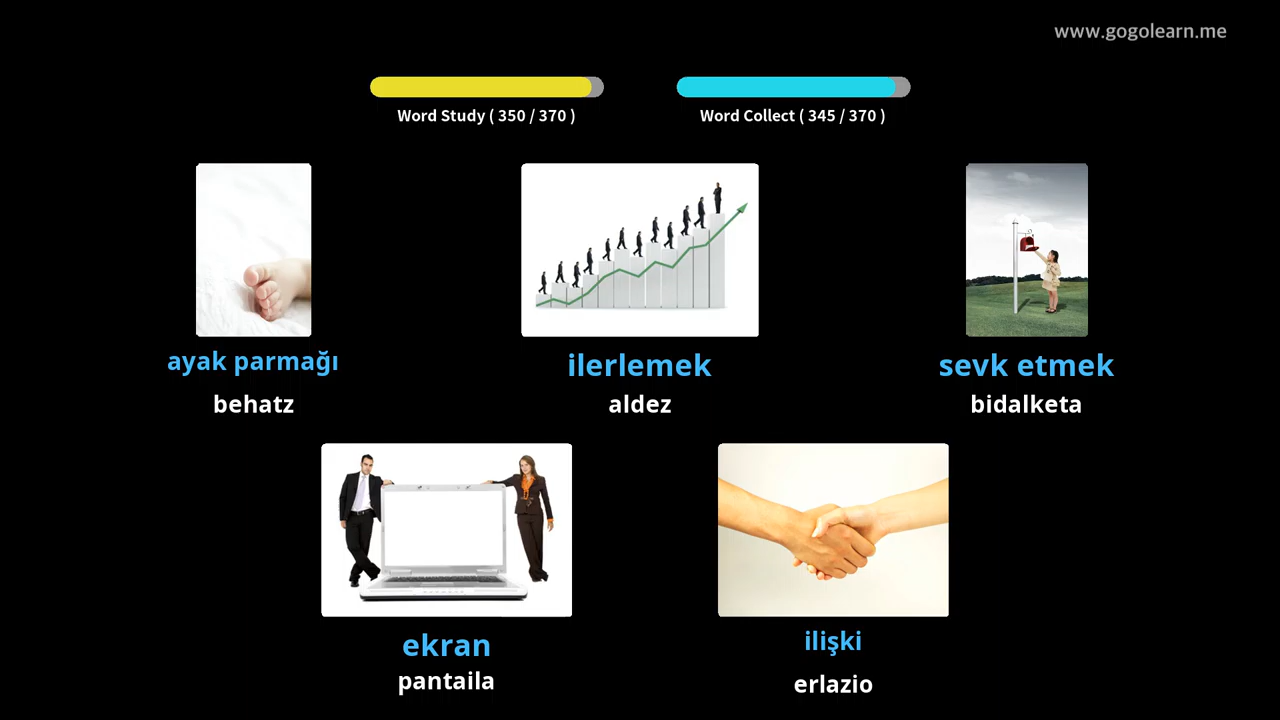 www.gogolearn.me
Word Study ( 350 / 370 )
Word Collect ( 345 / 370 )
ayak parmağı
behatz
ilerlemek
aldez
sevk etmek
bidalketa
ekran
pantaila
ilişki
erlazio